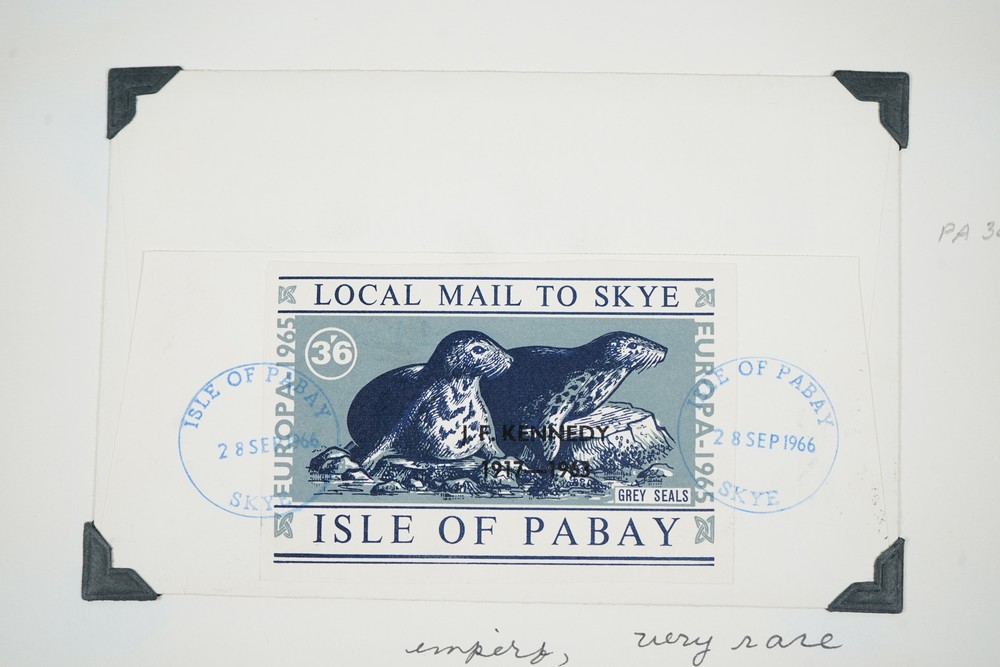 LOCAL MAIL TO SKYE
EUROPA-1965
3/6
EUROPA-1965
ISLE OF PABAY
28 SEP 1966
SKYE
ISLE OF PABAY
28 SEP 1966
SKYE
J. F. KENNEDY
1917—1963
GREY SEALS
ISLE OF PABAY
PA
imperf, very rare